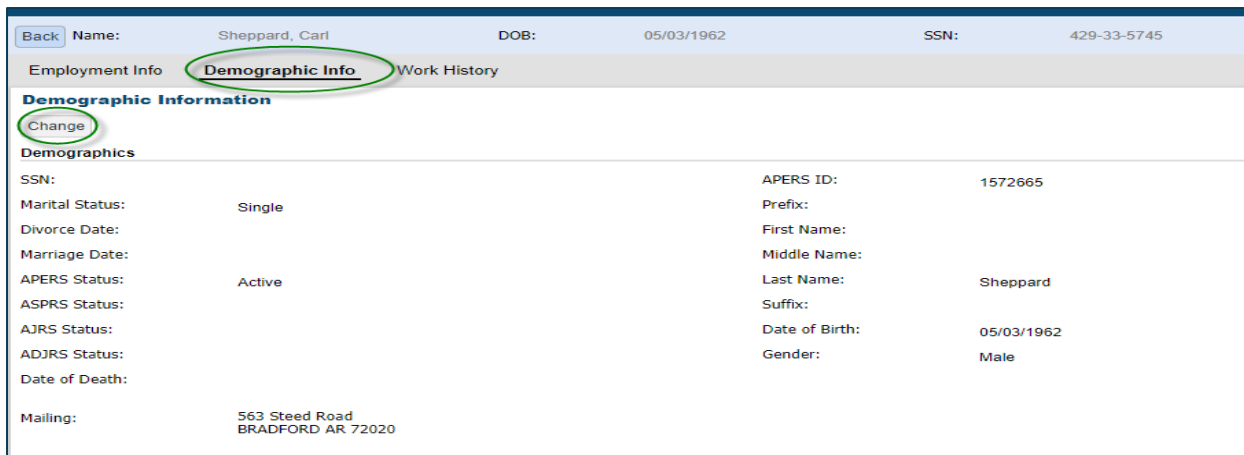 Back Name: Sheppard, Carl DOB: 05/03/1962 SSN: 429-33-5745
Employment Info Demographic Info Work History
Demographic Information
Change
Demographics
SSN: APERS ID: 1572665
Marital Status: Single Prefix:
Divorce Date: First Name:
Marriage Date: Middle Name:
APERS Status: Active Last Name: Sheppard
ASPRS Status: Suffix:
AJRS Status: Date of Birth: 05/03/1962
ADJRS Status: Gender: Male
Date of Death:
Mailing: 563 Steed Road
BRADFORD AR 72020